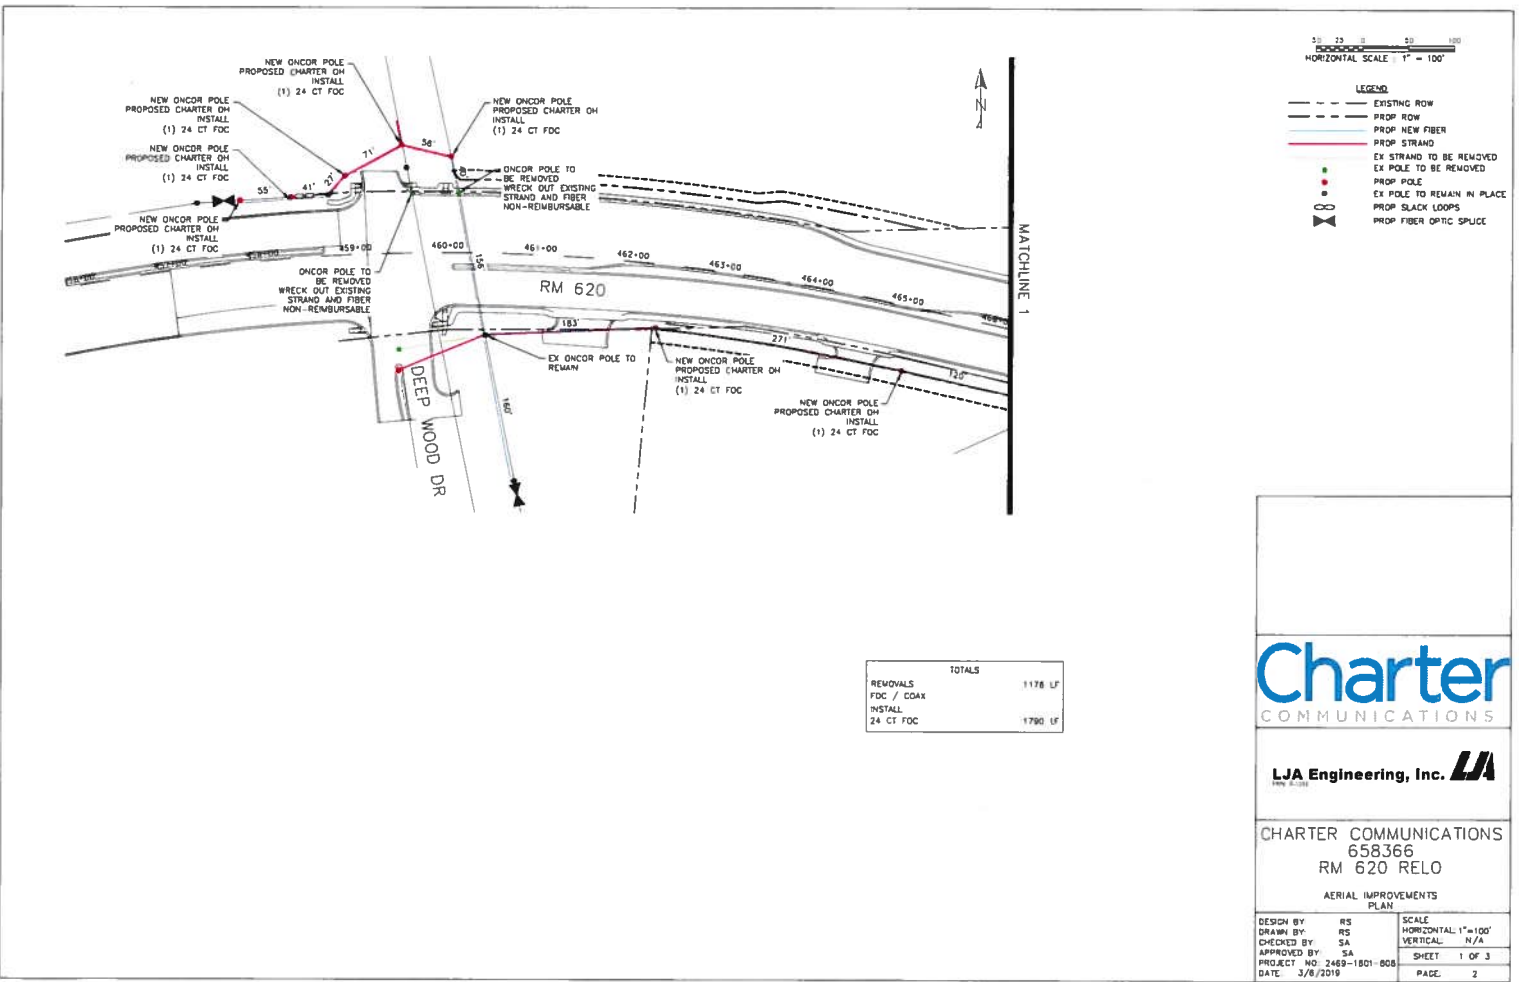 NEW ONCOR POLE
PROPOSED CHARTER OH
INSTALL
(1) 24 CT FOC
NEW ONCOR POLE
PROPOSED CHARTER OH
INSTALL
(1) 24 CT FOC
NEW ONCOR POLE
PROPOSED CHARTER OH
INSTALL
(1) 24 CT FOC
NEW ONCOR POLE
PROPOSED CHARTER OH
INSTALL
(1) 24 CT FOC
NEW ONCOR POLE
PROPOSED CHARTER OH
INSTALL
(1) 24 CT FOC
ONCOR POLE TO
BE REMOVED
WRECK OUT EXISTING
STRAND AND FIBER
NON-REIMBURSABLE
ONCOR POLE TO
BE REMOVED
WRECK OUT EXISTING
STRAND AND FIBER
NON-REIMBURSABLE
55'
41'
27'
71'
56'
156'
459+00
460+00
461+00
462+00
463+00
464+00
465+00
RM 620
183'
271'
120'
160'
EX ONCOR POLE TO
REMAIN
NEW ONCOR POLE
PROPOSED CHARTER OH
INSTALL
(1) 24 CT FOC
NEW ONCOR POLE
PROPOSED CHARTER OH
INSTALL
(1) 24 CT FOC
DEEP WOOD DR
MATCHLINE 1
N
50 25 0 50 100
HORIZONTAL SCALE : 1" = 100'
LEGEND
EXISTING ROW
PROP ROW
PROP NEW FIBER
PROP STRAND
EX STRAND TO BE REMOVED
EX POLE TO BE REMOVED
PROP POLE
EX POLE TO REMAIN IN PLACE
PROP SLACK LOOPS
PROP FIBER OPTIC SPLICE
TOTALS
REMOVALS 1178 LF
FOC / COAX
INSTALL
24 CT FOC 1790 LF
Charter
COMMUNICATIONS
LJA Engineering, Inc. LJA
CHARTER COMMUNICATIONS
658366
RM 620 RELO
AERIAL IMPROVEMENTS
PLAN
DESIGN BY: RS
DRAWN BY: RS
CHECKED BY: SA
APPROVED BY: SA
PROJECT NO: 2469-1801-808
DATE: 3/8/2019
SCALE
HORIZONTAL: 1"=100'
VERTICAL: N/A
SHEET 1 OF 3
PAGE: 2